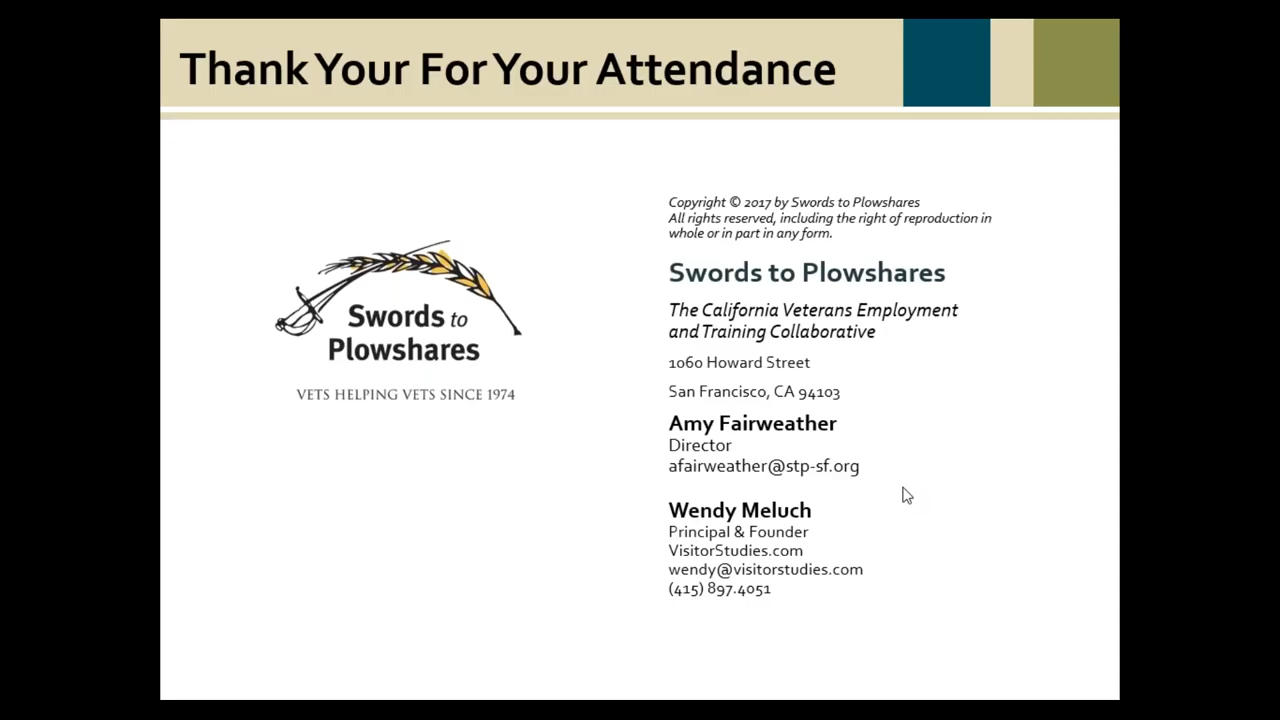 Thank Your For Your Attendance
Swords to
Plowshares
VETS HELPING VETS SINCE 1974
Copyright © 2017 by Swords to Plowshares
All rights reserved, including the right of reproduction in
whole or in part in any form.
Swords to Plowshares
The California Veterans Employment
and Training Collaborative
1060 Howard Street
San Francisco, CA 94103
Amy Fairweather
Director
afairweather@stp-sf.org
Wendy Meluch
Principal & Founder
VisitorStudies.com
wendy@visitorstudies.com
(415) 897.4051